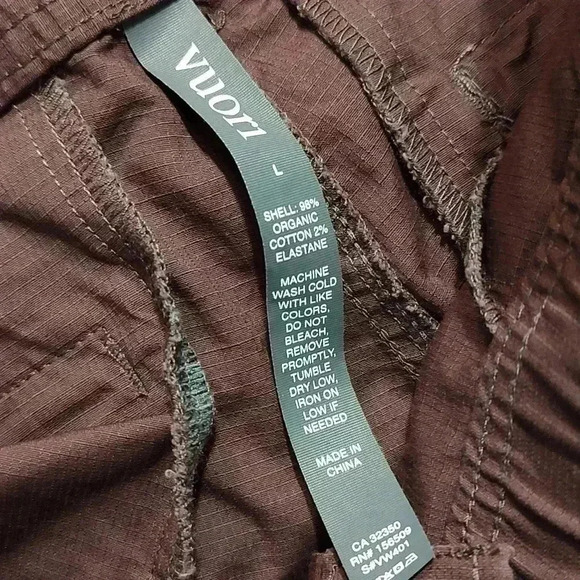 vuori
L
SHELL: 98%
ORGANIC
COTTON 2%
ELASTANE
MACHINE
WASH COLD
WITH LIKE
COLORS,
DO NOT
BLEACH,
REMOVE
PROMPTLY,
TUMBLE
DRY LOW,
IRON ON
LOW IF
NEEDED
MADE IN
CHINA
CA 32350
RN# 156509
S#VW401